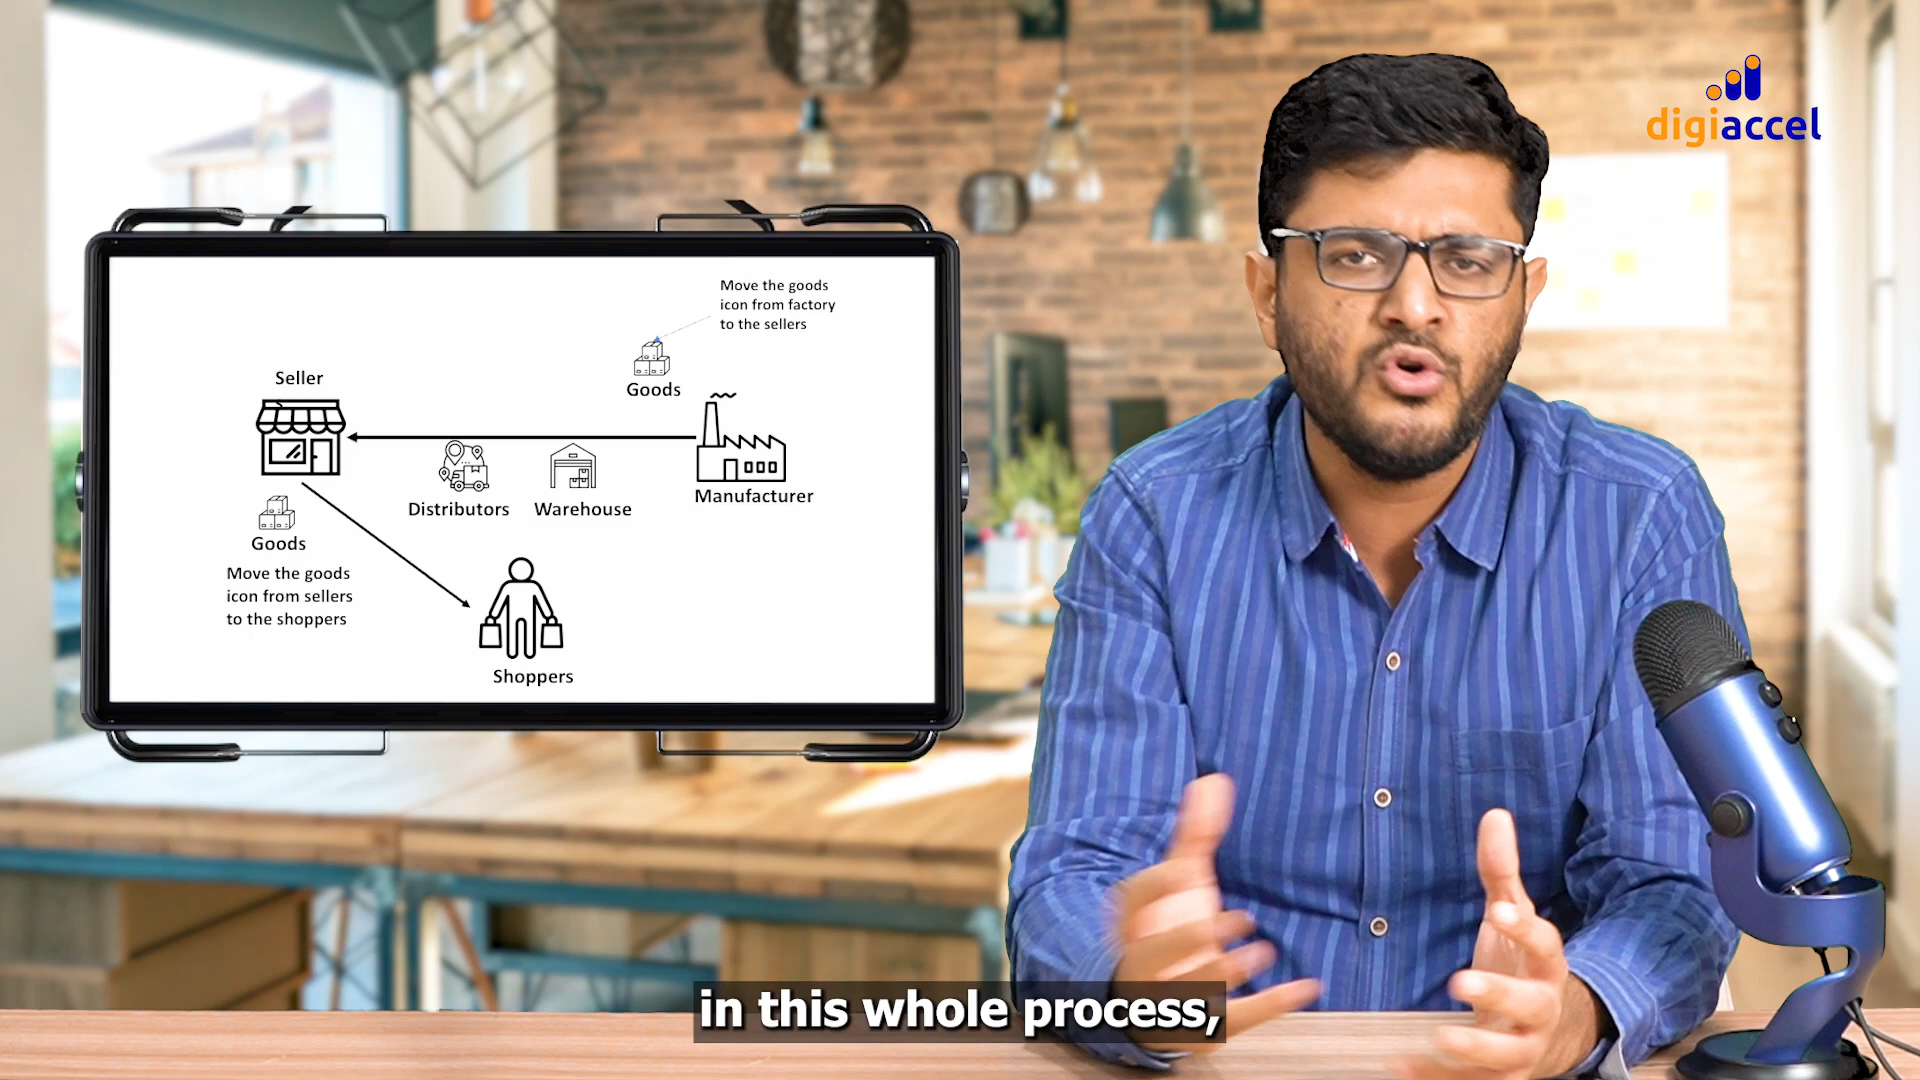 digiaccel
Move the goods
icon from factory
to the sellers
Goods
Seller
Distributors
Warehouse
Manufacturer
Goods
Move the goods
icon from sellers
to the shoppers
Shoppers
in this whole process,